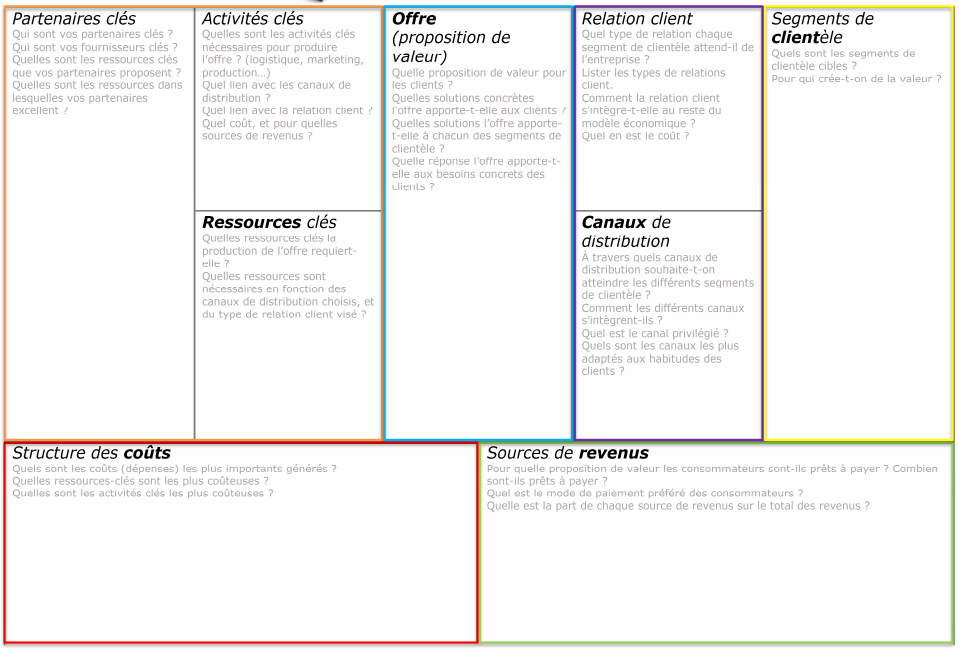 Partenaires clés
Qui sont vos partenaires clés ?
Qui sont vos fournisseurs clés ?
Quelles sont les ressources clés
que vos partenaires proposent ?
Quelles sont les ressources dans
lesquelles vos partenaires
excellent ?
Activités clés
Quelles sont les activités clés
nécessaires pour produire
l'offre ? (logistique, marketing,
production...)
Quel lien avec les canaux de
distribution ?
Quel lien avec la relation client ?
Quel coût, et pour quelles
sources de revenus ?
Ressources clés
Quelles ressources clés la
production de l'offre requiert-
elle ?
Quelles ressources sont
nécessaires en fonction des
canaux de distribution choisis, et
du type de relation client visé ?
Offre
(proposition de
valeur)
Quelle proposition de valeur pour
les clients ?
Quelles solutions concrètes
l'offre apporte-t-elle aux clients ?
Quelles solutions l'offre apporte-
t-elle à chacun des segments de
clientèle ?
Quelle réponse l'offre apporte-t-
elle aux besoins concrets des
clients ?
Relation client
Quel type de relation chaque
segment de clientèle attend-il de
l'entreprise ?
Lister les types de relations
client.
Comment la relation client
s'intègre-t-elle au reste du
modèle économique ?
Quel en est le coût ?
Canaux de
distribution
À travers quels canaux de
distribution souhaite-t-on
atteindre les différents segments
de clientèle ?
Comment les différents canaux
s'intègrent-ils ?
Quel est le canal privilégié ?
Quels sont les canaux les plus
adaptés aux habitudes des
clients ?
Segments de
clientèle
Quels sont les segments de
clientèle cibles ?
Pour qui crée-t-on de la valeur ?
Structure des coûts
Quels sont les coûts (dépenses) les plus importants générés ?
Quelles ressources-clés sont les plus coûteuses ?
Quelles sont les activités clés les plus coûteuses ?
Sources de revenus
Pour quelle proposition de valeur les consommateurs sont-ils prêts à payer ? Combien
sont-ils prêts à payer ?
Quel est le mode de paiement préféré des consommateurs ?
Quelle est la part de chaque source de revenus sur le total des revenus ?